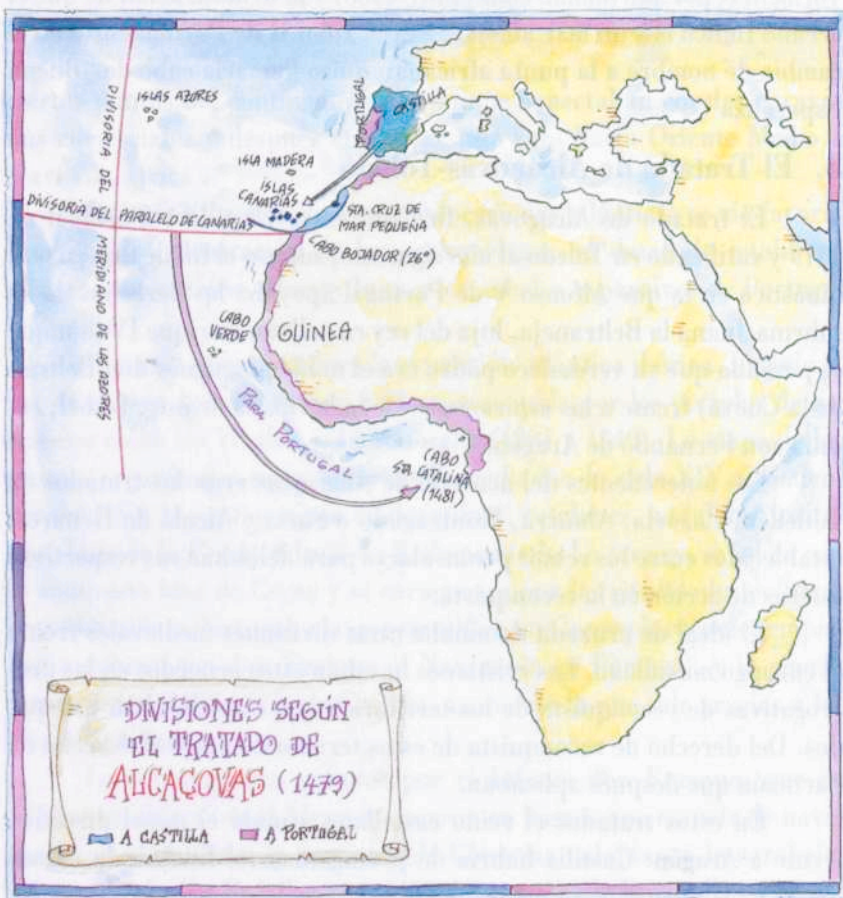 ISLAS AZORES
DIVISORIA DEL
MERIDIANO DE LAS AZORES
PORTUGAL
CASTILLA
ISLA MADERA
ISLAS
CANARIAS
STA. CRUZ DE
MAR PEQUEÑA
DIVISORIA DEL PARALELO DE CANARIAS
CABO BOJADOR (26°)
CABO
VERDE
GUINEA
PARA PORTUGAL
CABO
STA. CATALINA
(1481)
DIVISIONES SEGÚN
EL TRATADO DE
ALCAÇOVAS (1479)
A CASTILLA
A PORTUGAL